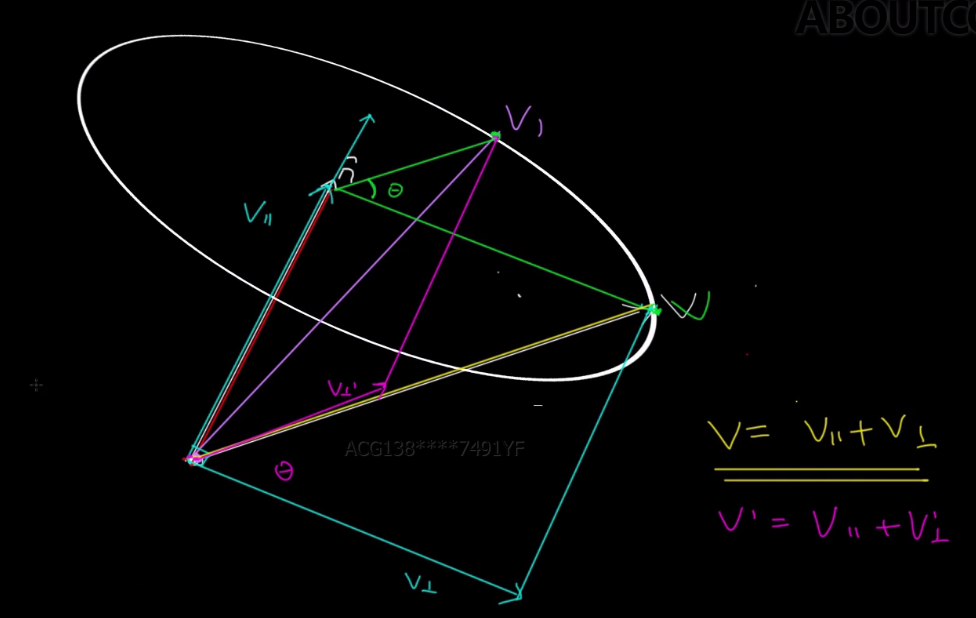 ABOUTC
V'
n̂
θ
V∥
V
V⊥'
ACG138****7491YF
θ
V = V∥ + V⊥
V' = V∥ + V⊥'
V⊥